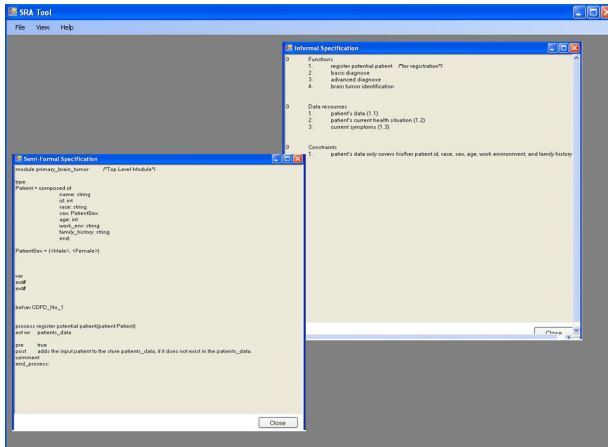 SRA Tool
File View Help
Informal Specification
0 Functions
1. register potential patient /*for registration*/
2. basic diagnose
3. advanced diagnose
4. brain tumor identification
0 Data resources
1. patient's data (1.1)
2. patient's current health situation (1.2)
3. current symptoms (1.3)
0 Constraints
1. patient's data only covers his/her patient id, race, sex, age, work environment, and family history
Close
Semi-Formal Specification
module primary_brain_tumor /*Top Level Module*/
type
Patient = composed of
name: string
id: int
race: string
sex: PatientSex
age: int
work_env: string
family_history: string
end;
PatientSex = {<Male>, <Female>}
var
behav CDFD_No_1
process register potential patient(patient:Patient)
ext wr patients_data
pre true
post adds the input patient to the store patients_data, if it does not exist in the patients_data.
comment
end_process;
Close